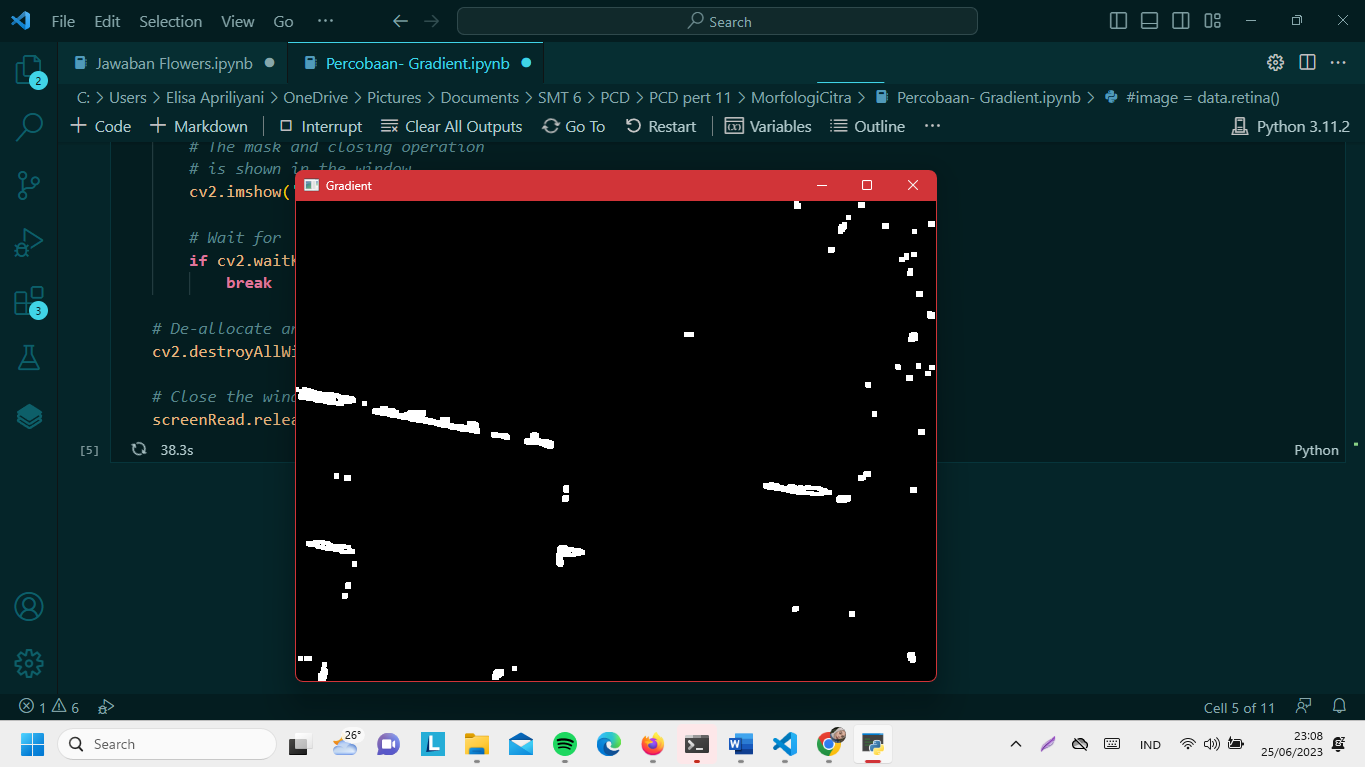 File Edit Selection View Go ··· Search
2
Jawaban Flowers.ipynb
Percobaan- Gradient.ipynb
C: > Users > Elisa Apriliyani > OneDrive > Pictures > Documents > SMT 6 > PCD > PCD pert 11 > MorfologiCitra > Percobaan- Gradient.ipynb > #image = data.retina()
+ Code + Markdown Interrupt Clear All Outputs Go To Restart Variables Outline ··· Python 3.11.2
# The mask and closing operation
# is shown in the window
cv2.imshow(
Gradient
# Wait for
if cv2.waitK
break
3
# De-allocate an
cv2.destroyAllWi
# Close the wind
screenRead.relea
[5] 38.3s Python
1 6 Cell 5 of 11
Search 26° IND 23:08
25/06/2023